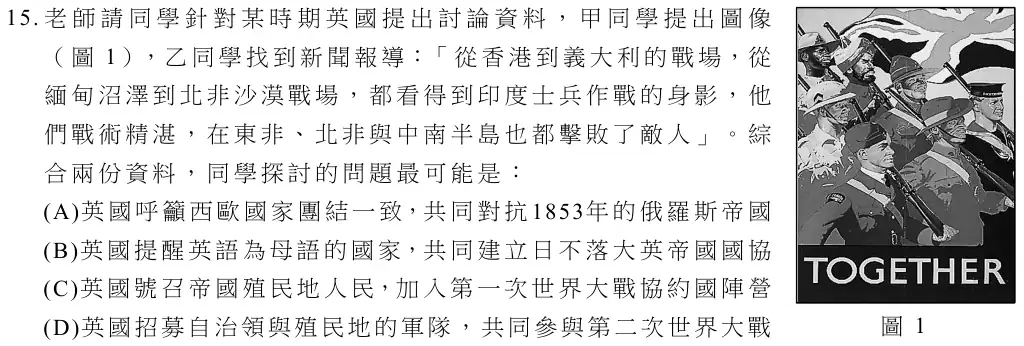 15.老師請同學針對某時期英國提出討論資料，甲同學提出圖像
（圖 1），乙同學找到新聞報導：「從香港到義大利的戰場，從
緬甸沼澤到北非沙漠戰場，都看得到印度士兵作戰的身影，他
們戰術精湛，在東非、北非與中南半島也都擊敗了敵人」。綜
合兩份資料，同學探討的問題最可能是：
(A)英國呼籲西歐國家團結一致，共同對抗1853年的俄羅斯帝國
(B)英國提醒英語為母語的國家，共同建立日不落大英帝國國協
(C)英國號召帝國殖民地人民，加入第一次世界大戰協約國陣營
(D)英國招募自治領與殖民地的軍隊，共同參與第二次世界大戰
TOGETHER
圖 1